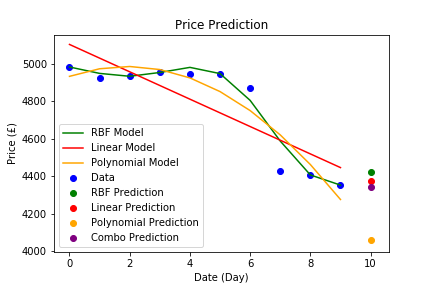 Price Prediction
Price (£)
5000
4800
4600
4400
4200
4000
RBF Model
Linear Model
Polynomial Model
Data
RBF Prediction
Linear Prediction
Polynomial Prediction
Combo Prediction
0 2 4 6 8 10
Date (Day)